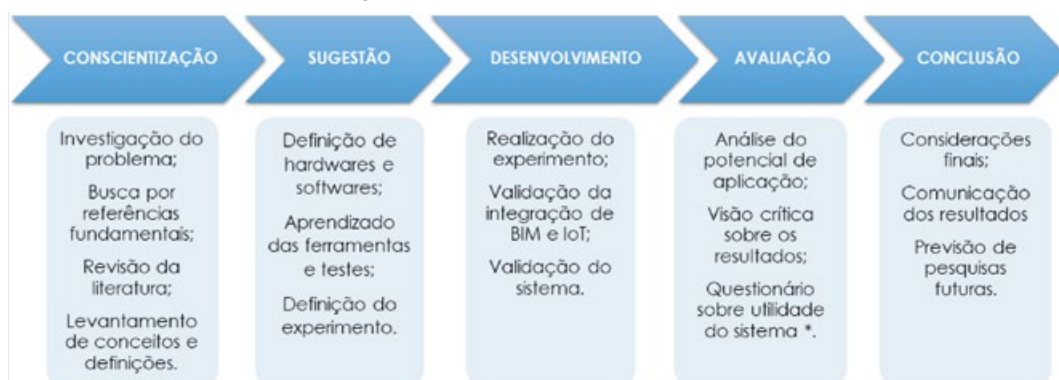 CONSCIENTIZAÇÃO
Investigação do
problema;
Busca por
referências
fundamentais;
Revisão da
literatura;
Levantamento
de conceitos e
definições.
SUGESTÃO
Definição de
hardwares e
softwares;
Aprendizado
das ferramentas
e testes;
Definição do
experimento.
DESENVOLVIMENTO
Realização do
experimento;
Validação da
integração de
BIM e IoT;
Validação do
sistema.
AVALIAÇÃO
Análise do
potencial de
aplicação;
Visão crítica
sobre os
resultados;
Questionário
sobre utilidade
do sistema *.
CONCLUSÃO
Considerações
finais;
Comunicação
dos resultados
Previsão de
pesquisas
futuras.